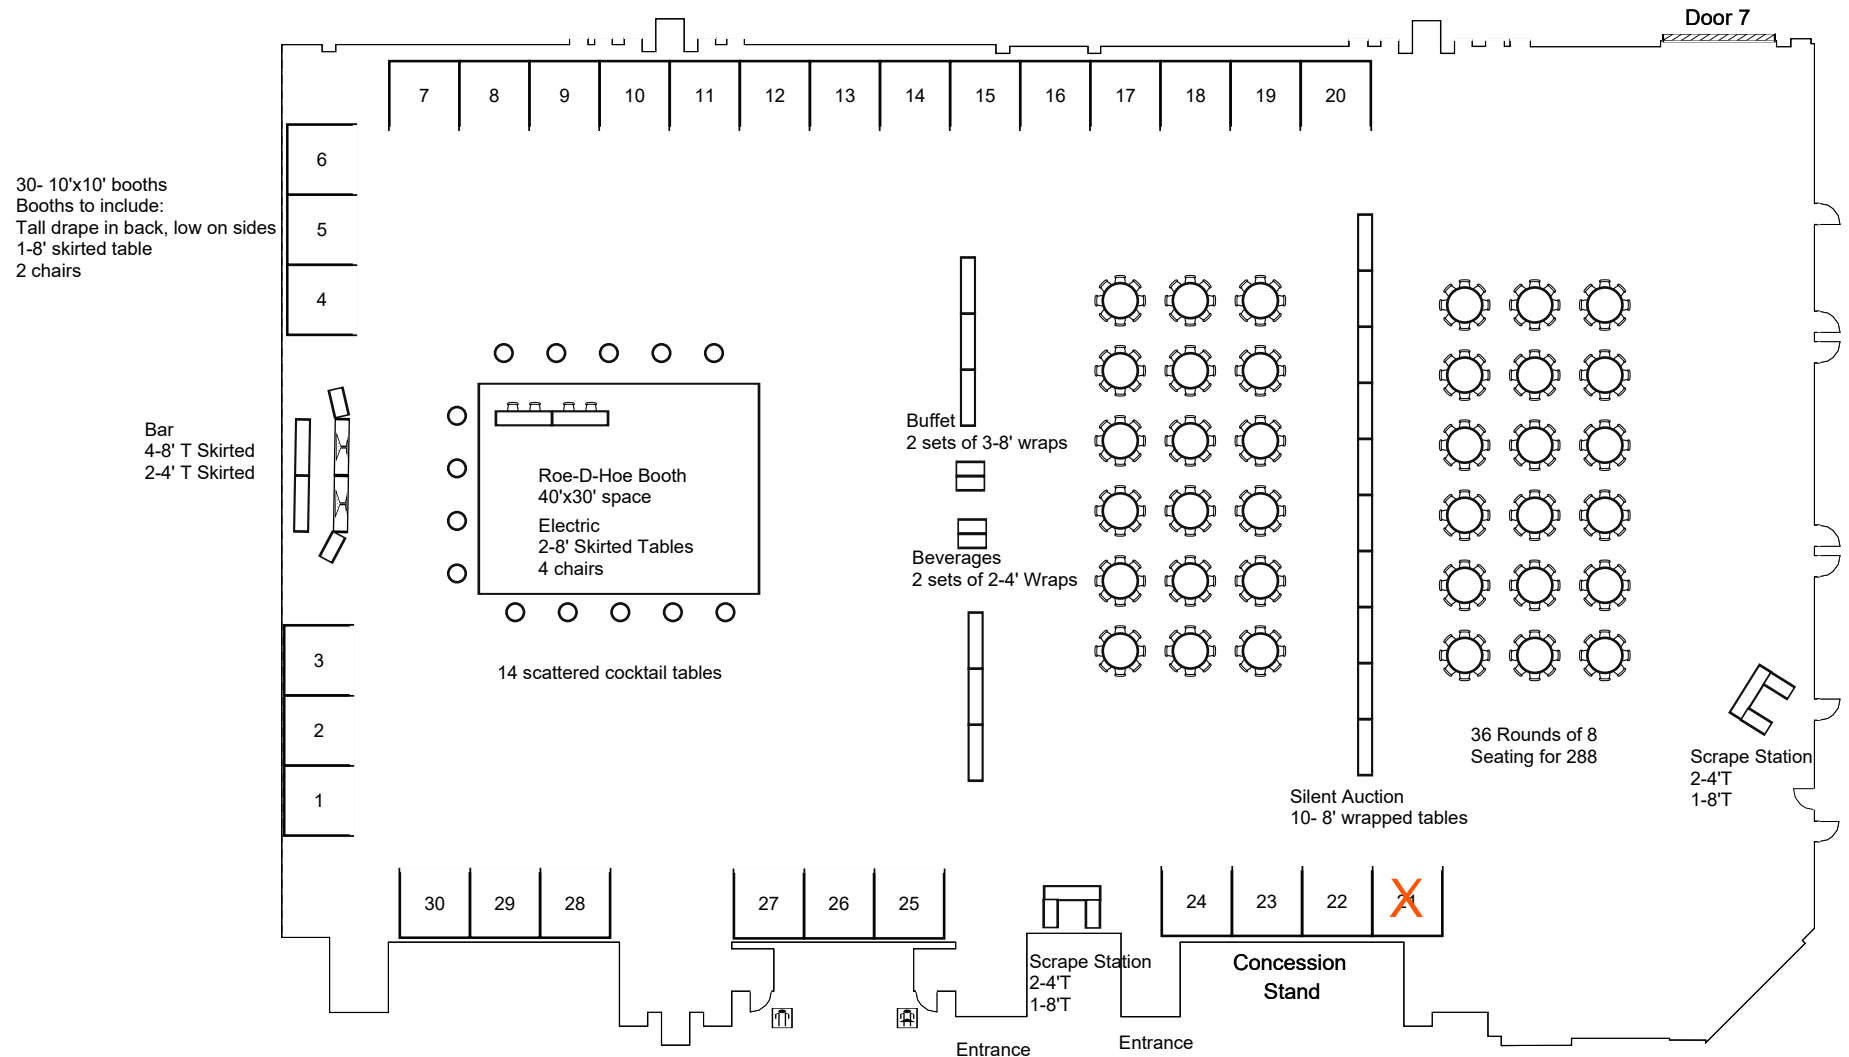 Door 7
7 8 9 10 11 12 13 14 15 16 17 18 19 20
6
5
4
30- 10'x10' booths
Booths to include:
Tall drape in back, low on sides
1-8' skirted table
2 chairs
Bar
4-8' T Skirted
2-4' T Skirted
Roe-D-Hoe Booth
40'x30' space
Electric
2-8' Skirted Tables
4 chairs
14 scattered cocktail tables
Buffet
2 sets of 3-8' wraps
Beverages
2 sets of 2-4' Wraps
3
2
1
36 Rounds of 8
Seating for 288
Scrape Station
2-4'T
1-8'T
Silent Auction
10- 8' wrapped tables
30 29 28 27 26 25 24 23 22 21
Scrape Station
2-4'T
1-8'T
Concession
Stand
Entrance
Entrance